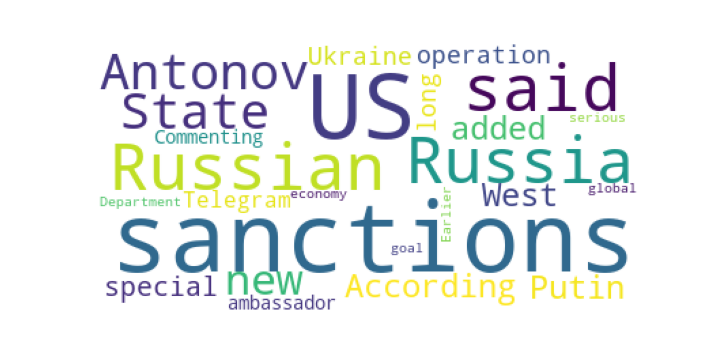 Ukraine operation
Antonov US said
State long serious
Commenting added
Russian Russia
Department Telegram economy West global
sanctions Earlier
goal
special new According Putin
ambassador